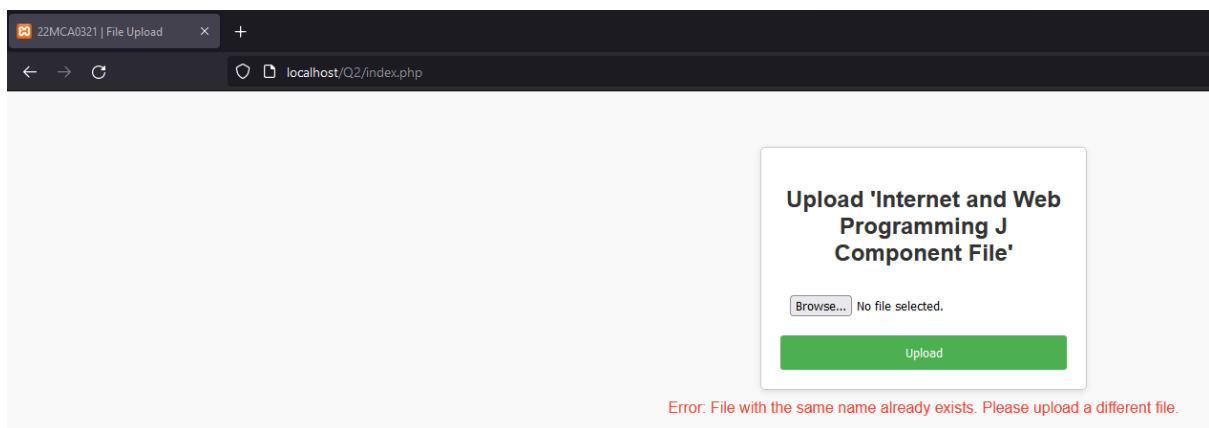 22MCA0321 | File Upload
localhost/Q2/index.php
Upload 'Internet and Web
Programming J
Component File'
Browse... No file selected.
Upload
Error: File with the same name already exists. Please upload a different file.